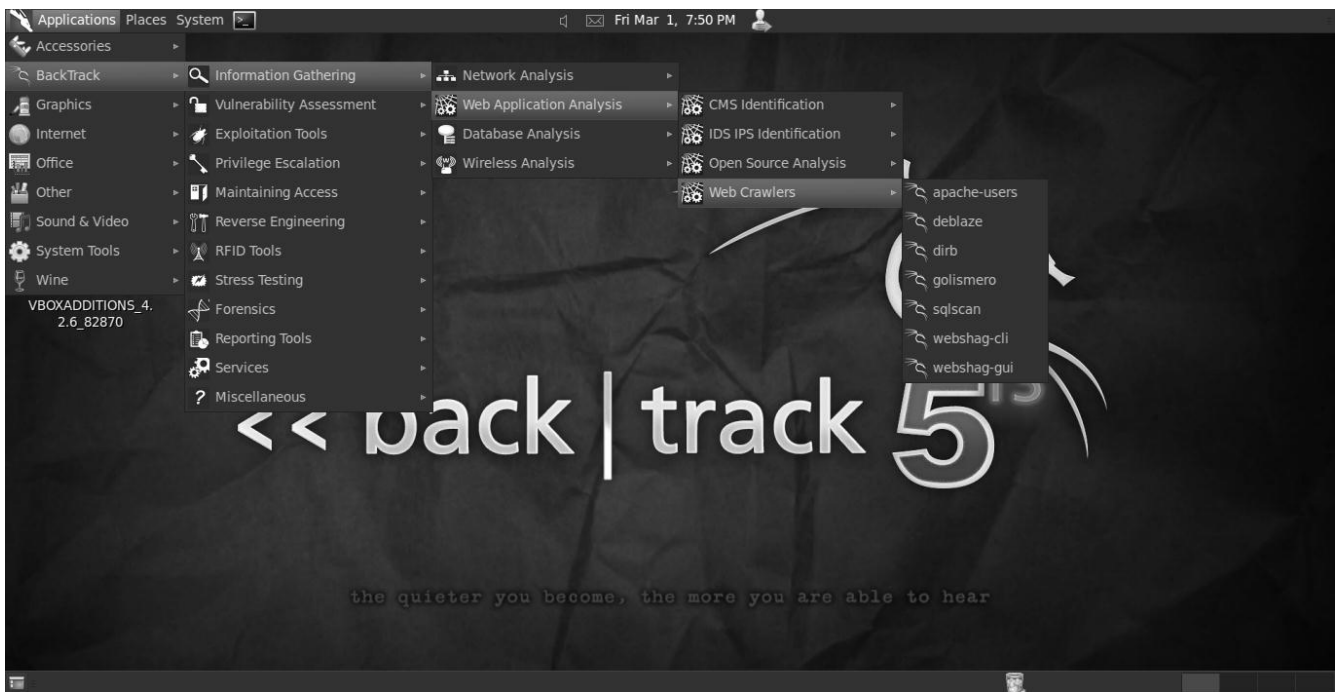 Applications Places System Fri Mar 1, 7:50 PM
Accessories
BackTrack
Graphics
Internet
Office
Other
Sound & Video
System Tools
Wine
VBOXADDITIONS_4.
2.6_82870
Information Gathering
Vulnerability Assessment
Exploitation Tools
Privilege Escalation
Maintaining Access
Reverse Engineering
RFID Tools
Stress Testing
Forensics
Reporting Tools
Services
Miscellaneous
Network Analysis
Web Application Analysis
Database Analysis
Wireless Analysis
CMS Identification
IDS IPS Identification
Open Source Analysis
Web Crawlers
apache-users
deblaze
dirb
golismero
sqlscan
webshag-cli
webshag-gui
<< back | track 5
the quieter you become, the more you are able to hear